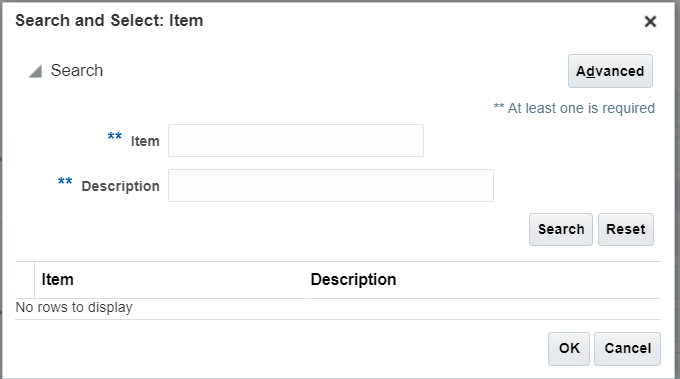 Search and Select: Item
Search
Advanced
** At least one is required
** Item
** Description
Search Reset
Item Description
No rows to display
OK Cancel